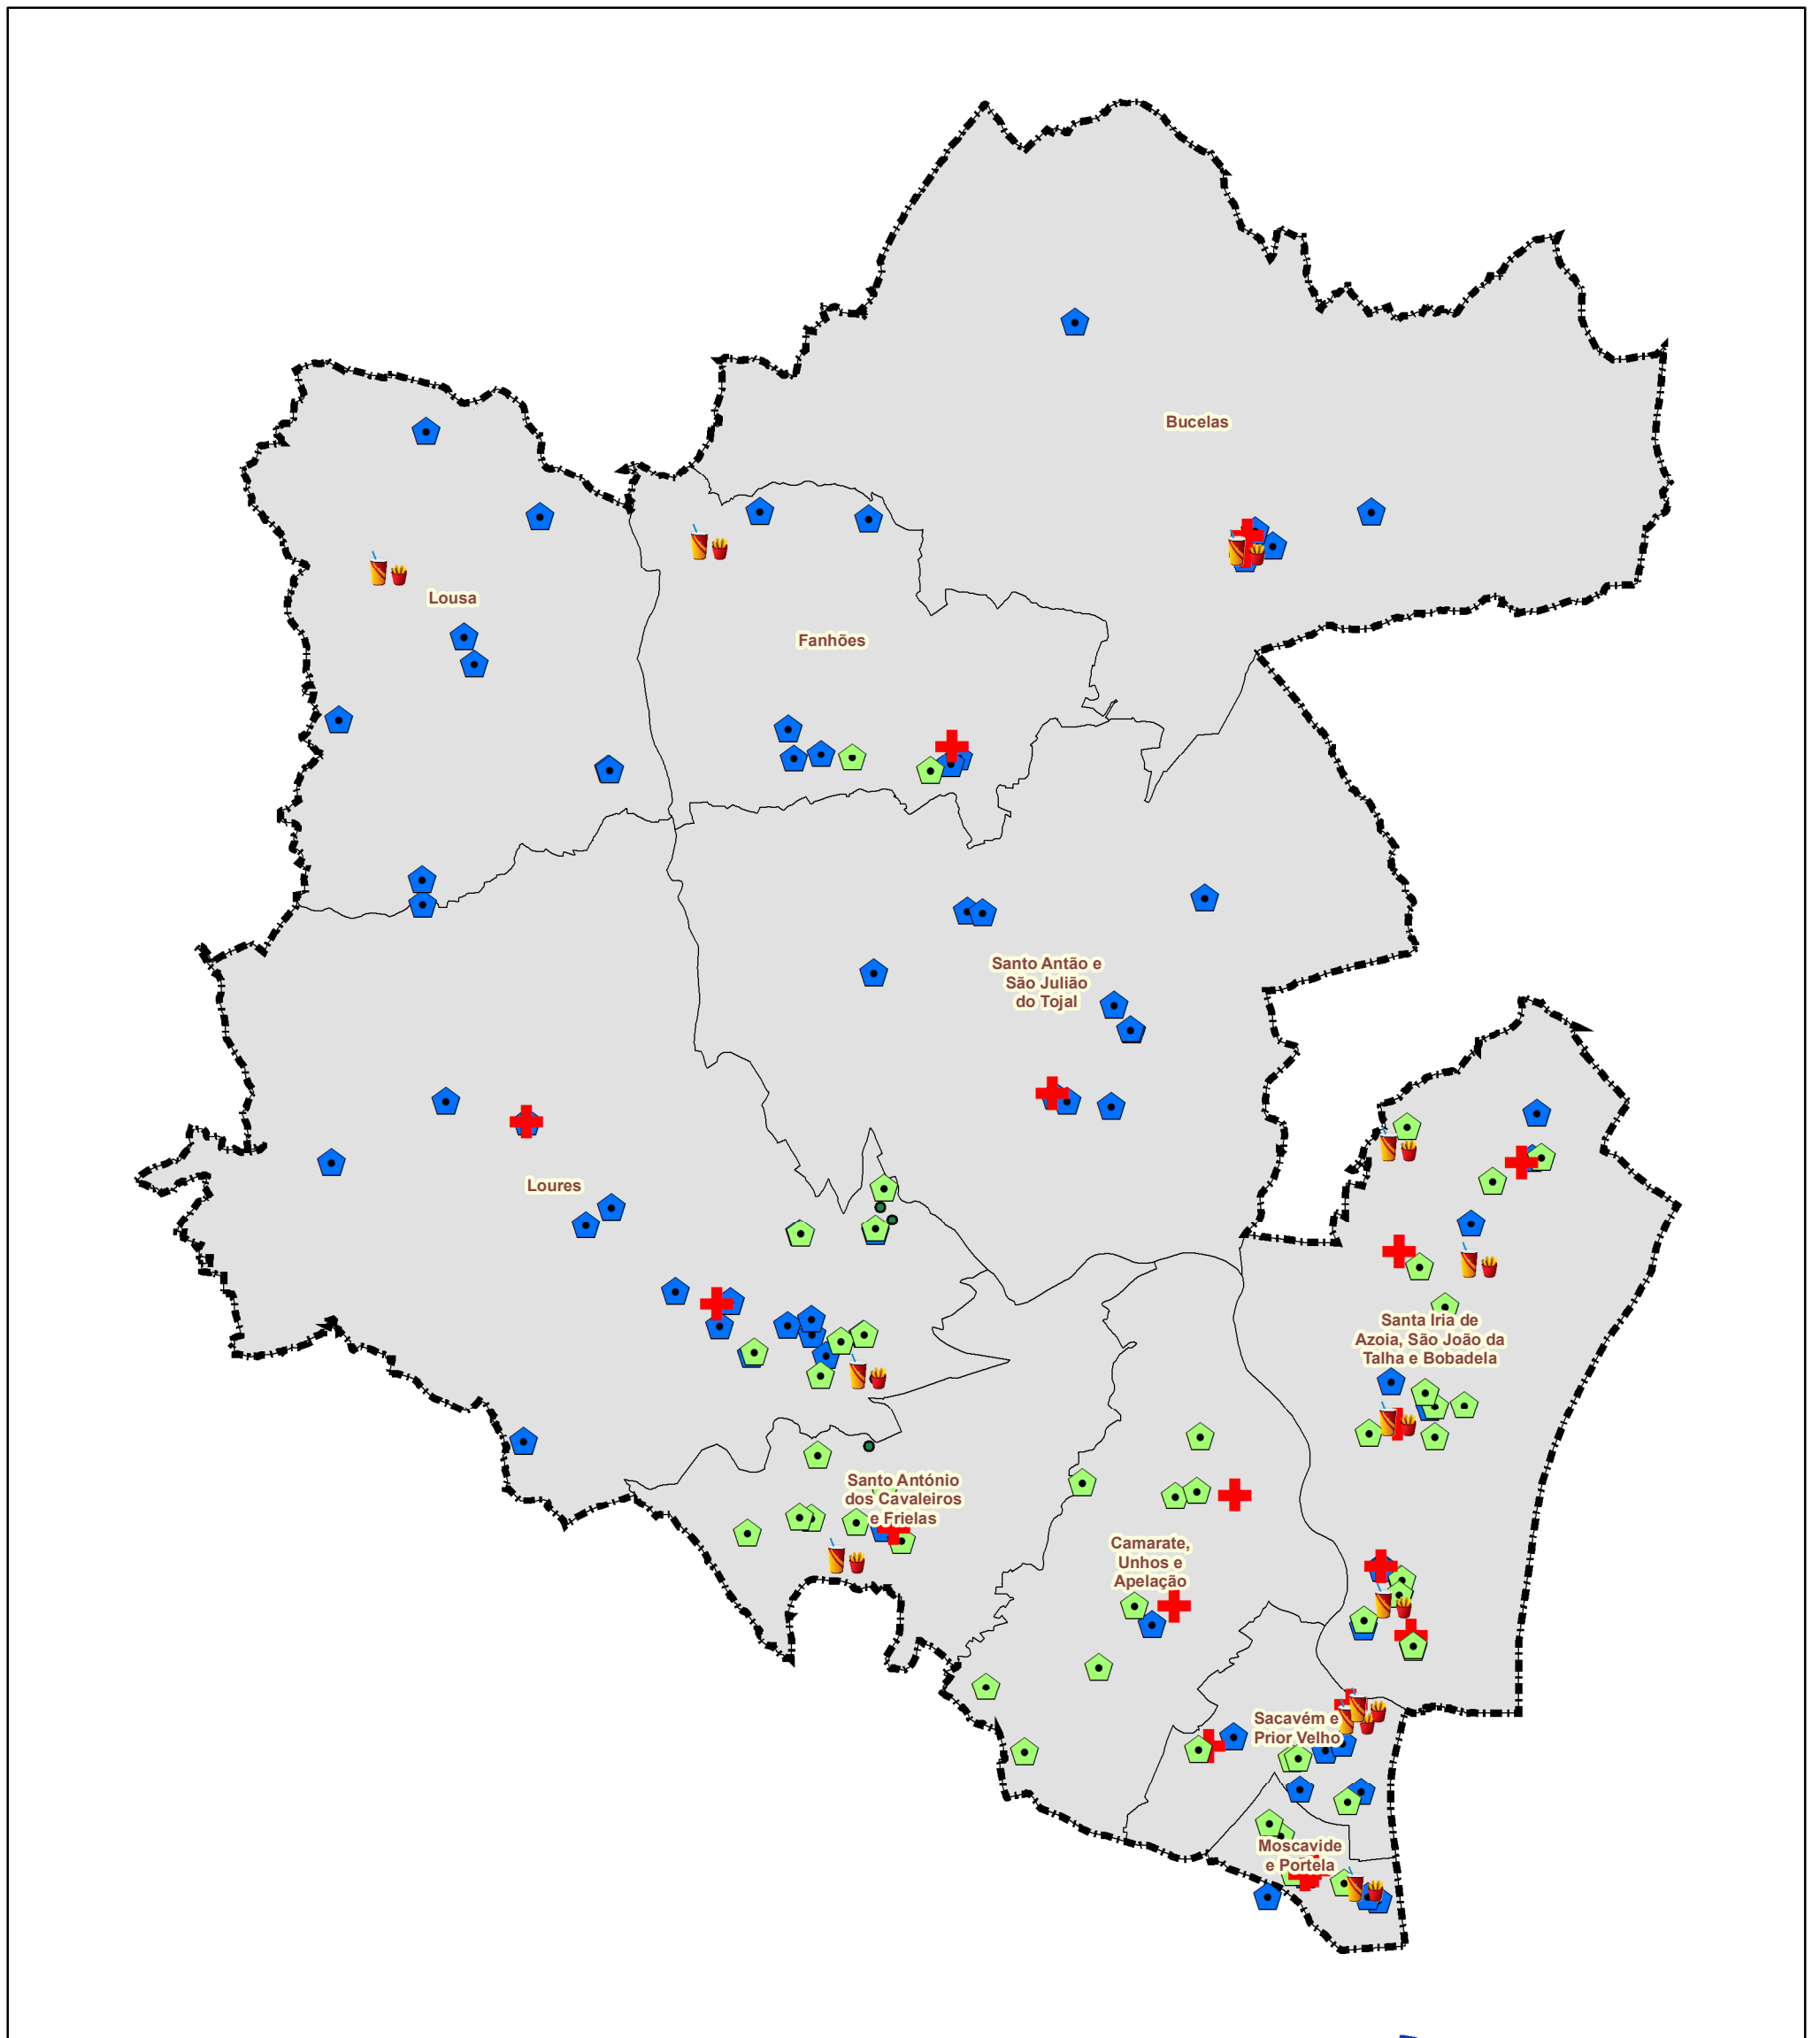 Bucelas
Lousa
Fanhões
Santo Antão e
São Julião
do Tojal
Loures
Santa Iria de
Azoia, São João da
Talha e Bobadela
Santo António
dos Cavaleiros
e Frielas
Camarate,
Unhos e
Apelação
Sacavém e
Prior Velho
Moscavide
e Portela